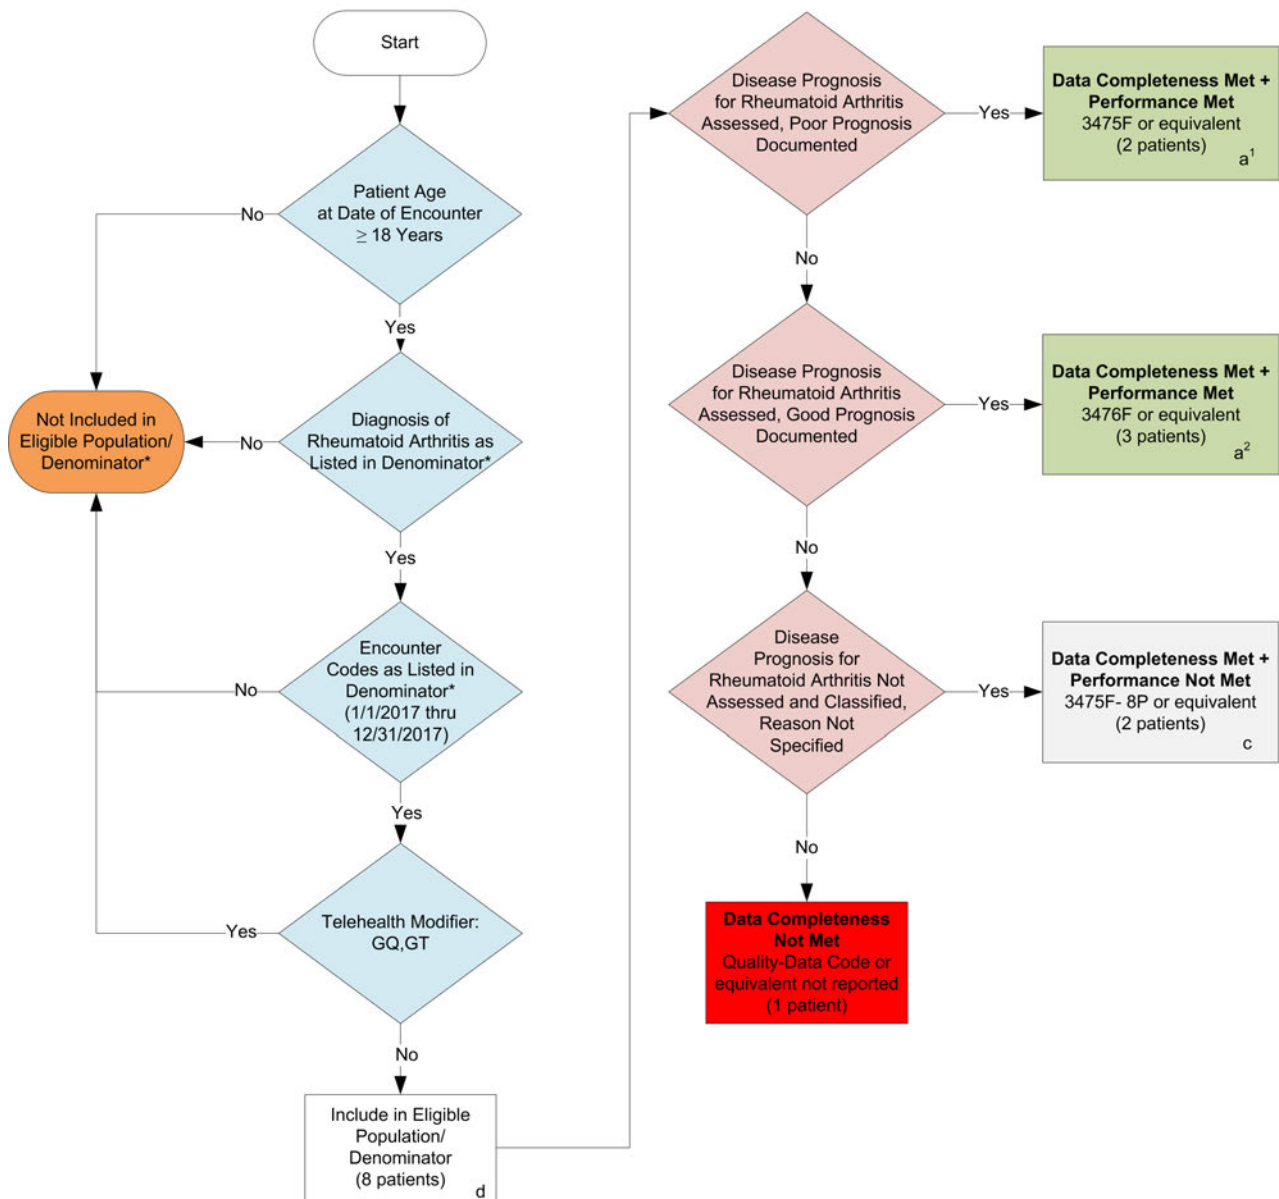 Start
Patient Age
at Date of Encounter
≥ 18 Years
No
Yes
Diagnosis of
Rheumatoid Arthritis as
Listed in Denominator*
No
Not Included in
Eligible Population/
Denominator*
Yes
Encounter
Codes as Listed in
Denominator*
(1/1/2017 thru
12/31/2017)
No
Yes
Telehealth Modifier:
GQ,GT
Yes
No
Include in Eligible
Population/
Denominator
(8 patients)
d
Disease Prognosis
for Rheumatoid Arthritis
Assessed, Poor Prognosis
Documented
Yes
Data Completeness Met +
Performance Met
3475F or equivalent
(2 patients)
a¹
No
Disease Prognosis
for Rheumatoid Arthritis
Assessed, Good Prognosis
Documented
Yes
Data Completeness Met +
Performance Met
3476F or equivalent
(3 patients)
a²
No
Disease
Prognosis for
Rheumatoid Arthritis Not
Assessed and Classified,
Reason Not
Specified
Yes
Data Completeness Met +
Performance Not Met
3475F- 8P or equivalent
(2 patients)
c
No
Data Completeness
Not Met
Quality-Data Code or
equivalent not reported
(1 patient)